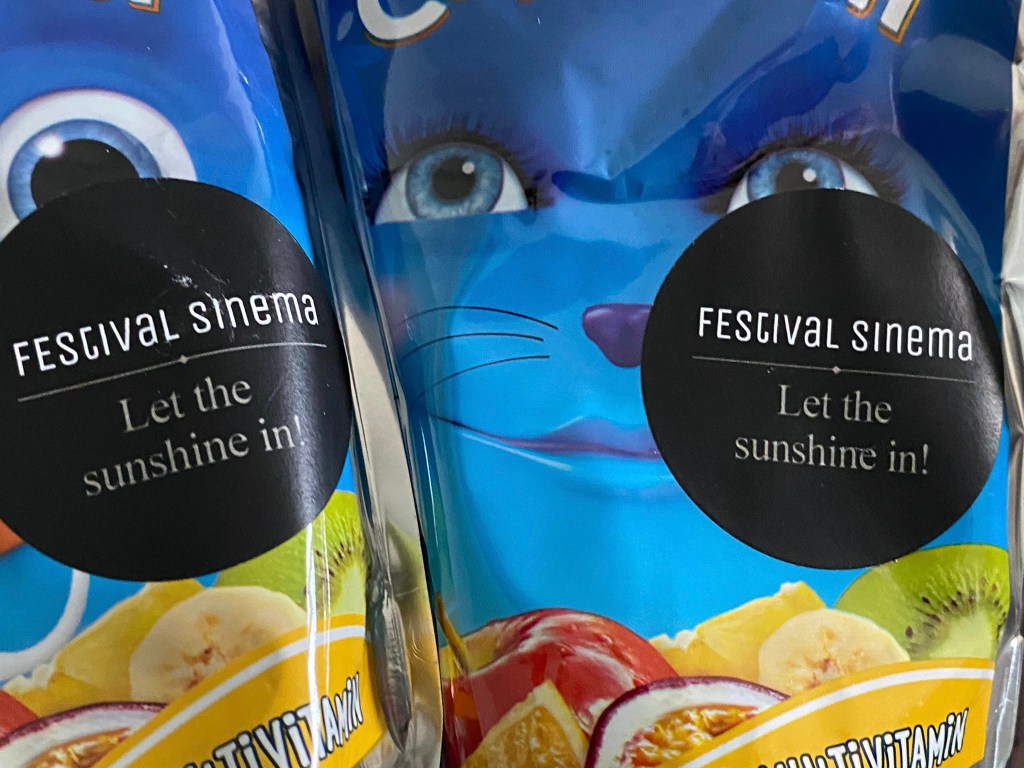 FESTIVAL SINEMA
Let the
sunshine in!
FESTIVAL SINEMA
Let the
sunshine in!
MULTIVITAMIN